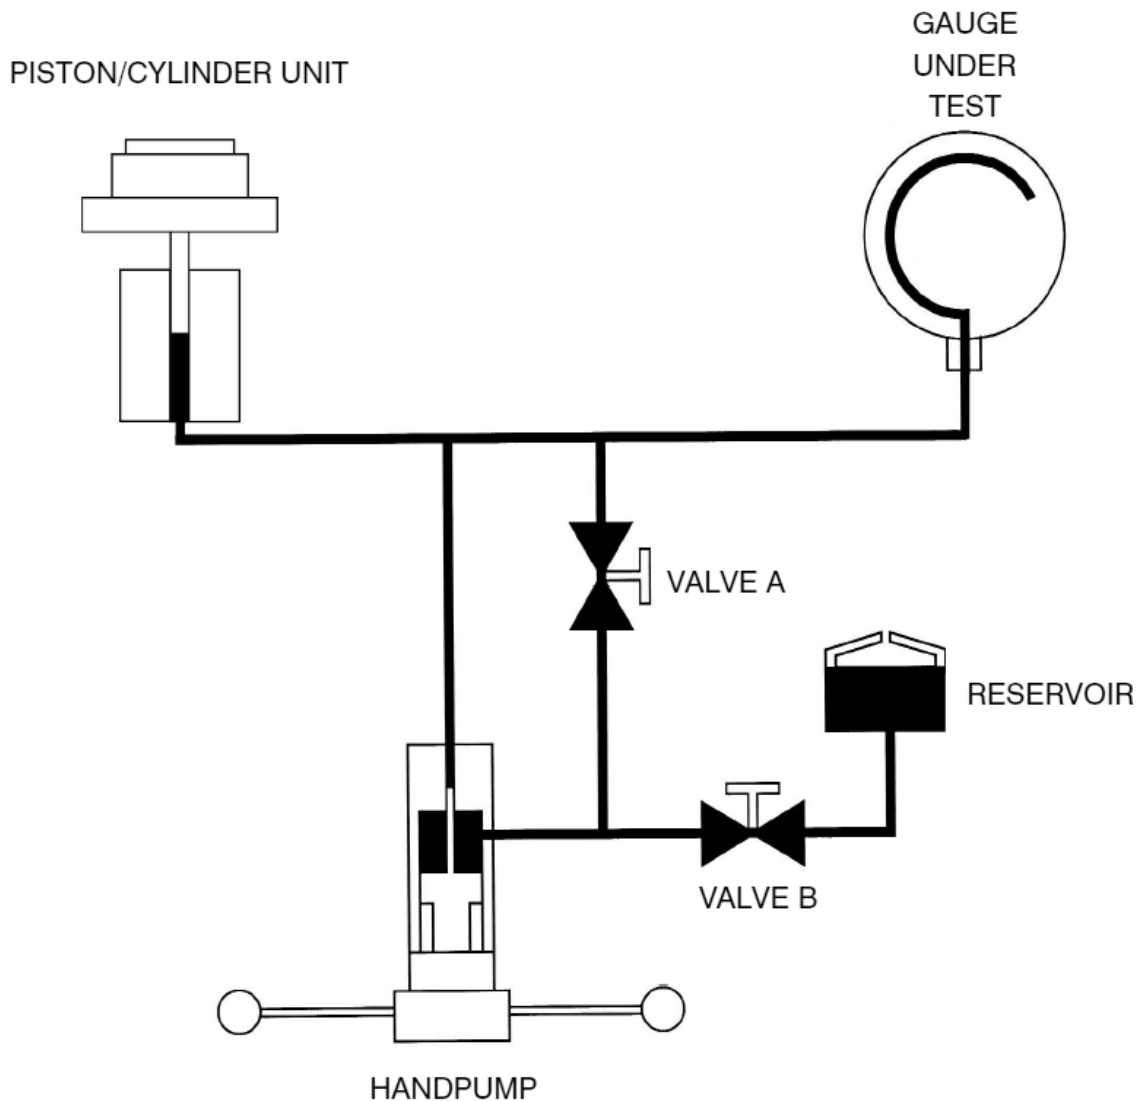 PISTON/CYLINDER UNIT
GAUGE
UNDER
TEST
VALVE A
RESERVOIR
VALVE B
HANDPUMP